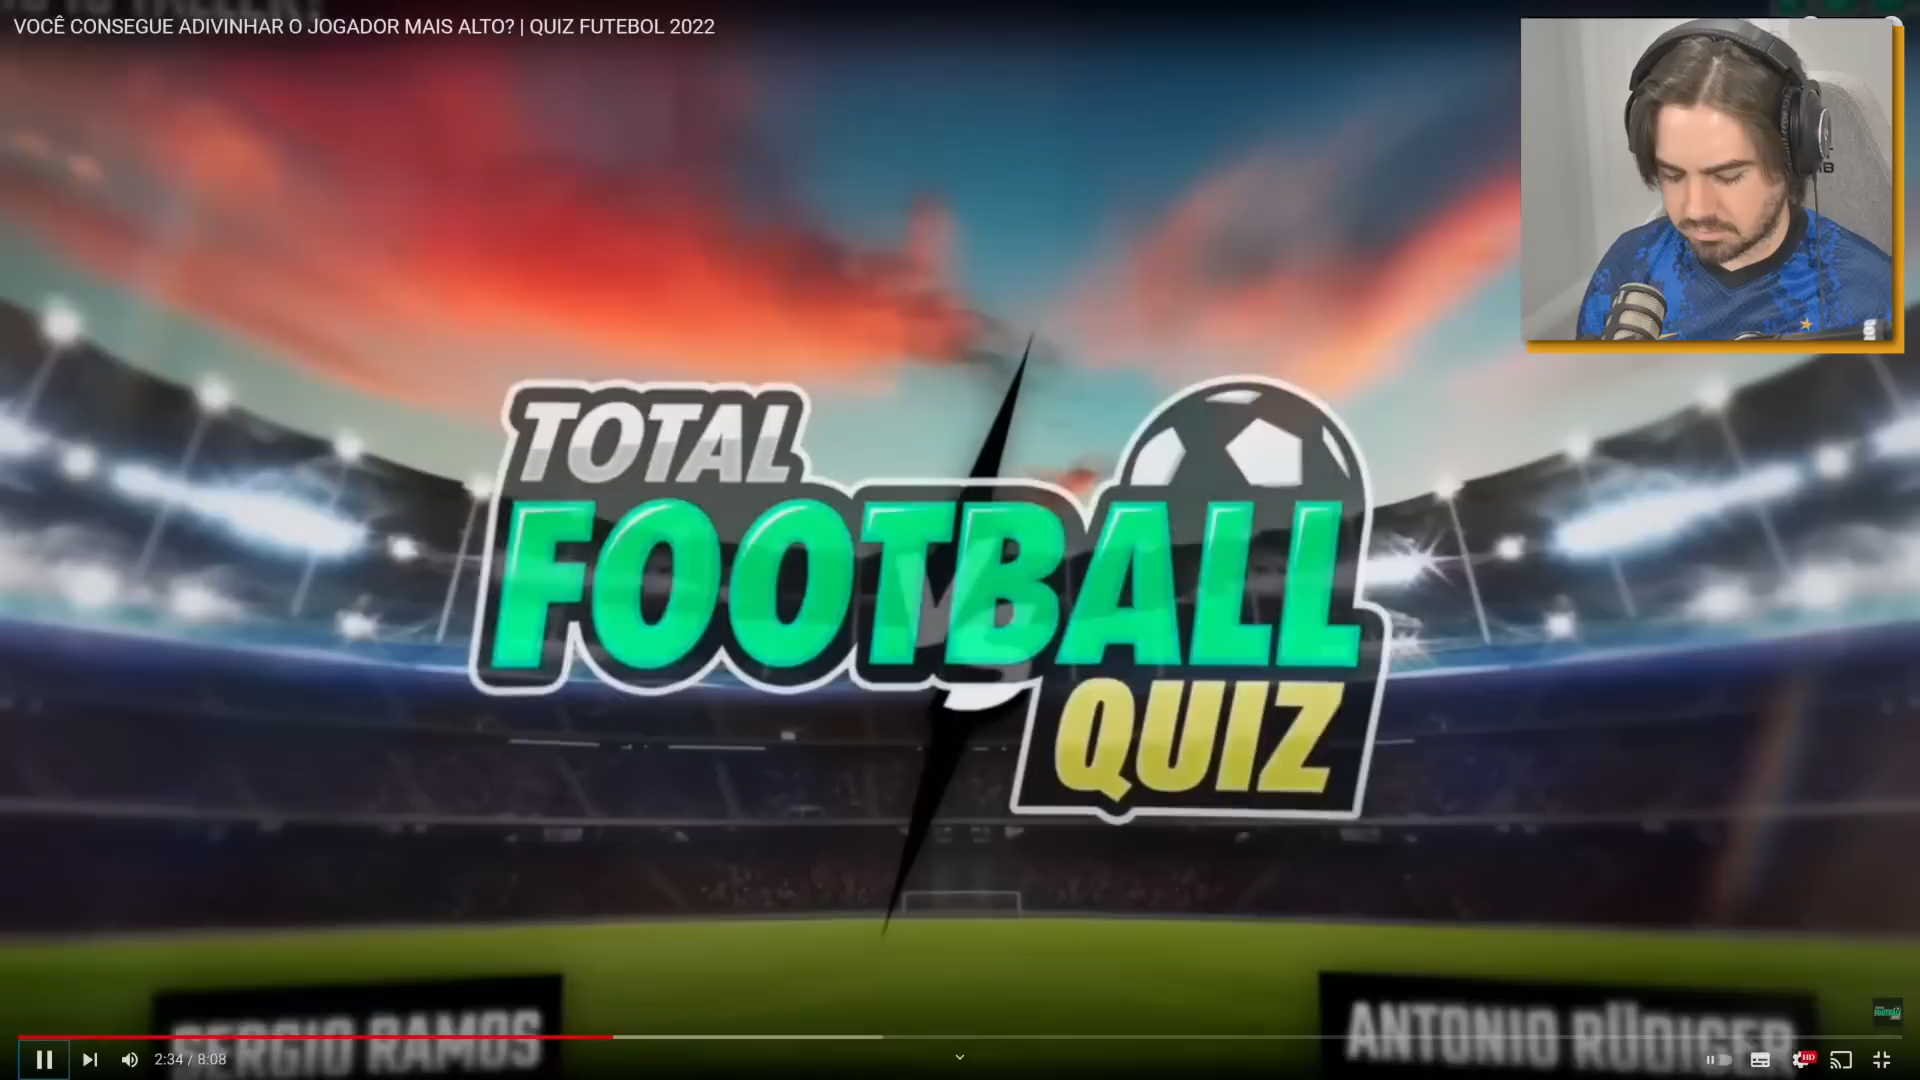 VOCÊ CONSEGUE ADIVINHAR O JOGADOR MAIS ALTO? | QUIZ FUTEBOL 2022
TOTAL
FOOTBALL
QUIZ
SERGIO RAMOS
ANTONIO RÜDIGER
2:34 / 8:08
HD